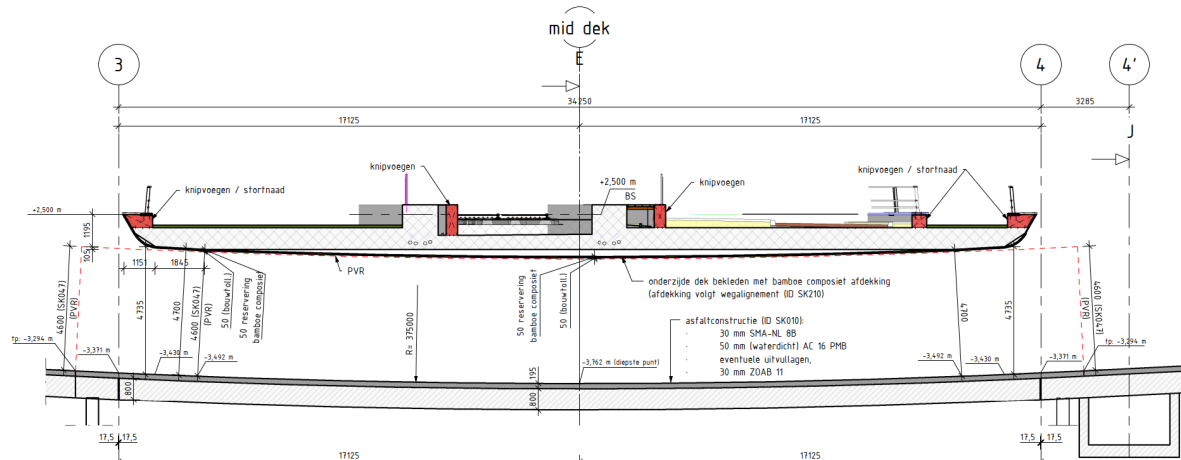 mid dek
E
3
4
4'
34250
3285
17125
17125
J
knipvoegen
knipvoegen / stortnaad
+2,500 m
BS
knipvoegen
knipvoegen / stortnaad
+2,500 m
1195
105
1151
1845
PVR
onderzijde dek bekleden met bamboe composiet afdekking
(afdekking volgt wegalignement (ID SK210)
4600 (SK047)
(PVR)
4735
4700
4600 (SK047)
(PVR)
50 (bouwtoll.)
50 reservering
bamboe composiet
R= 375000
50 reservering
bamboe composiet
50 (bouwtoll.)
4700
4735
4600 (SK047)
(PVR)
asfaltconstructie (ID SK010):
- 30 mm SMA-NL 8B
- 50 mm (waterdicht) AC 16 PMB
- eventuele uitvullagen,
- 30 mm ZOAB 11
tp: -3,294 m
-3,371 m
-3,430 m
-3,492 m
-3,762 m (diepste punt)
-3,492 m
-3,430 m
-3,371 m
tp: -3,294 m
800
195
800
17,5
17,5
17,5
17,5
17125
17125